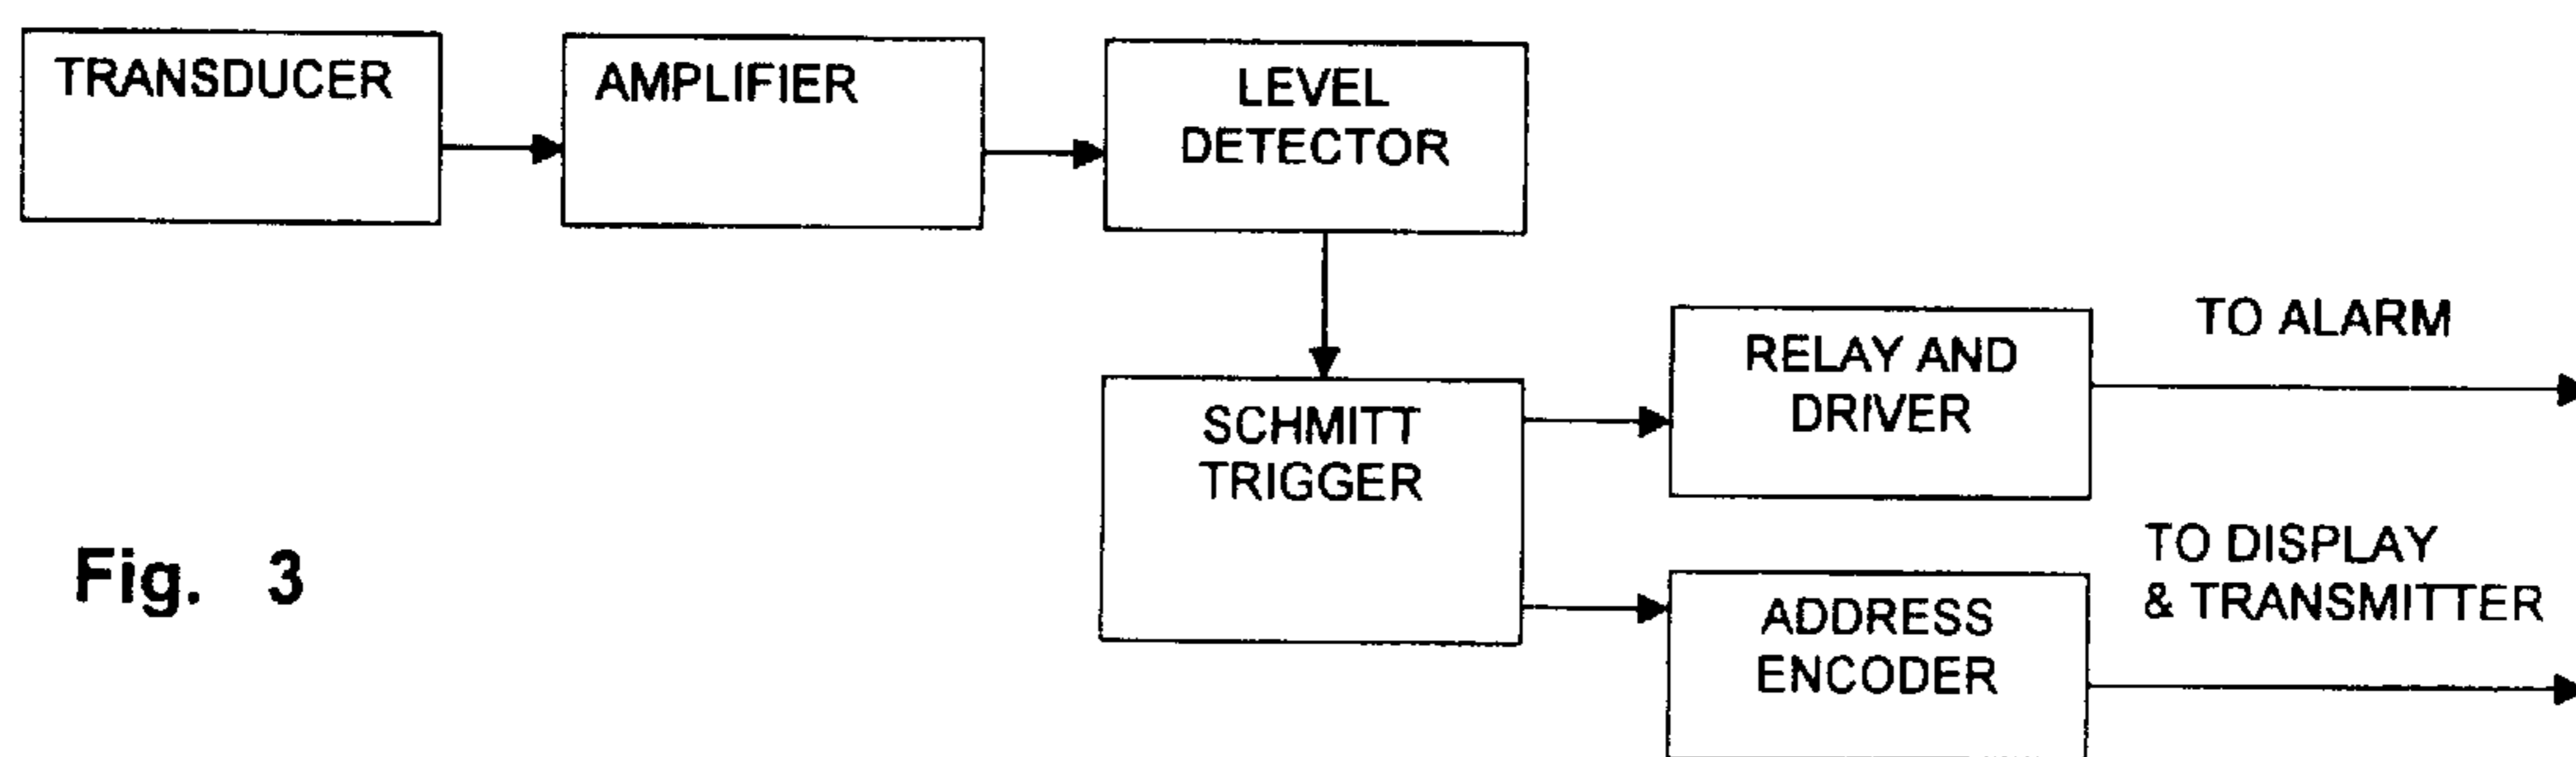 TRANSDUCER
AMPLIFIER
LEVEL
DETECTOR
SCHMITT
TRIGGER
RELAY AND
DRIVER
TO ALARM
ADDRESS
ENCODER
TO DISPLAY
& TRANSMITTER
Fig. 3